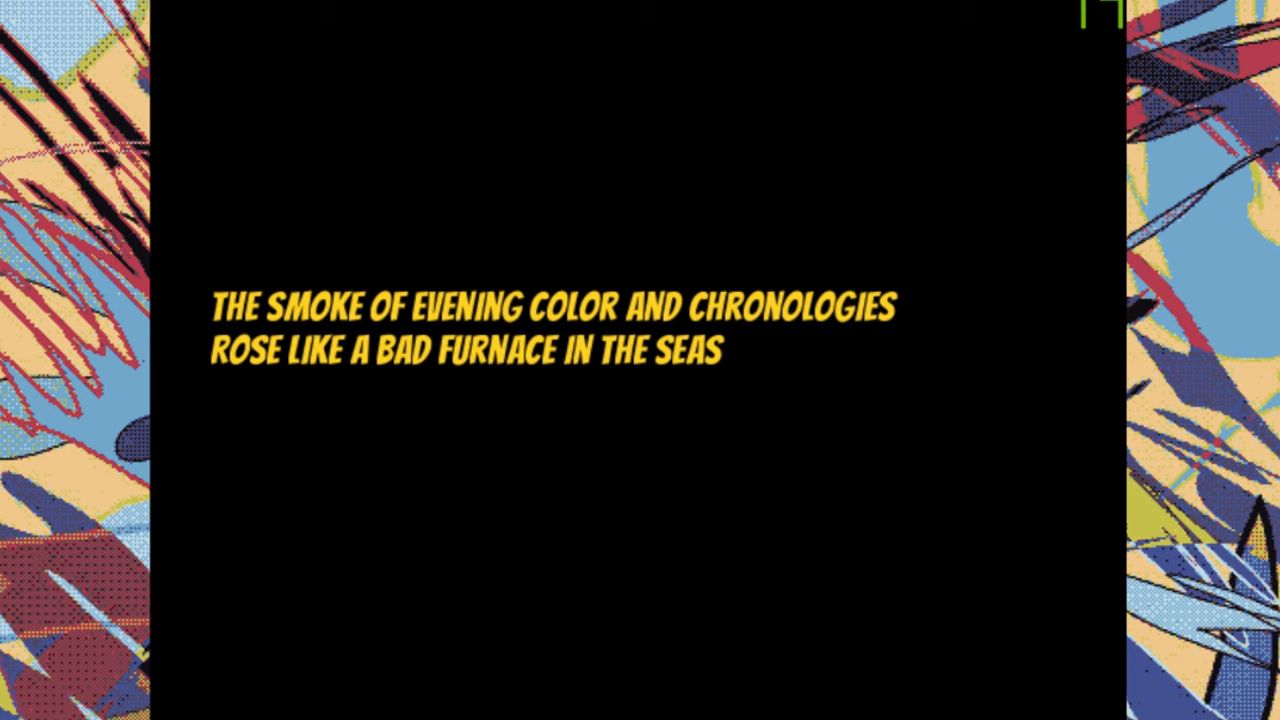 THE SMOKE OF EVENING COLOR AND CHRONOLOGIES
ROSE LIKE A BAD FURNACE IN THE SEAS